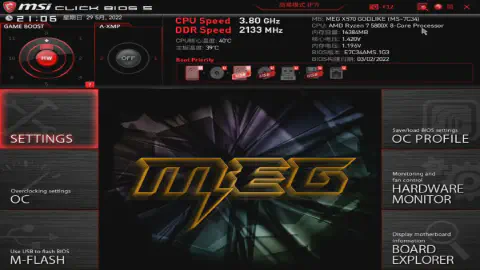 msi CLICK BIOS 5
F12
21:06
星期日 29 5月, 2022
CPU Speed 3.80 GHz
DDR Speed 2133 MHz
MB: MEG X570 GODLIKE (MS-7C34)
CPU: AMD Ryzen 7 5800X 8-Core Processor
内存容量: 16384MB
核心电压: 1.420V
内存电压: 1.196V
BIOS版本: E7C34AMS.1G3
BIOS构建日期: 03/02/2022
GAME BOOST
A-XMP
HW
OFF
CPU核心温度: 40°C
主板温度: 39°C
Boot Priority
SETTINGS
Overclocking settings
OC
Use USB to flash BIOS
M-FLASH
MEG
Save/load BIOS settings
OC PROFILE
Monitoring and
fan control
HARDWARE
MONITOR
Display motherboard
information
BOARD
EXPLORER